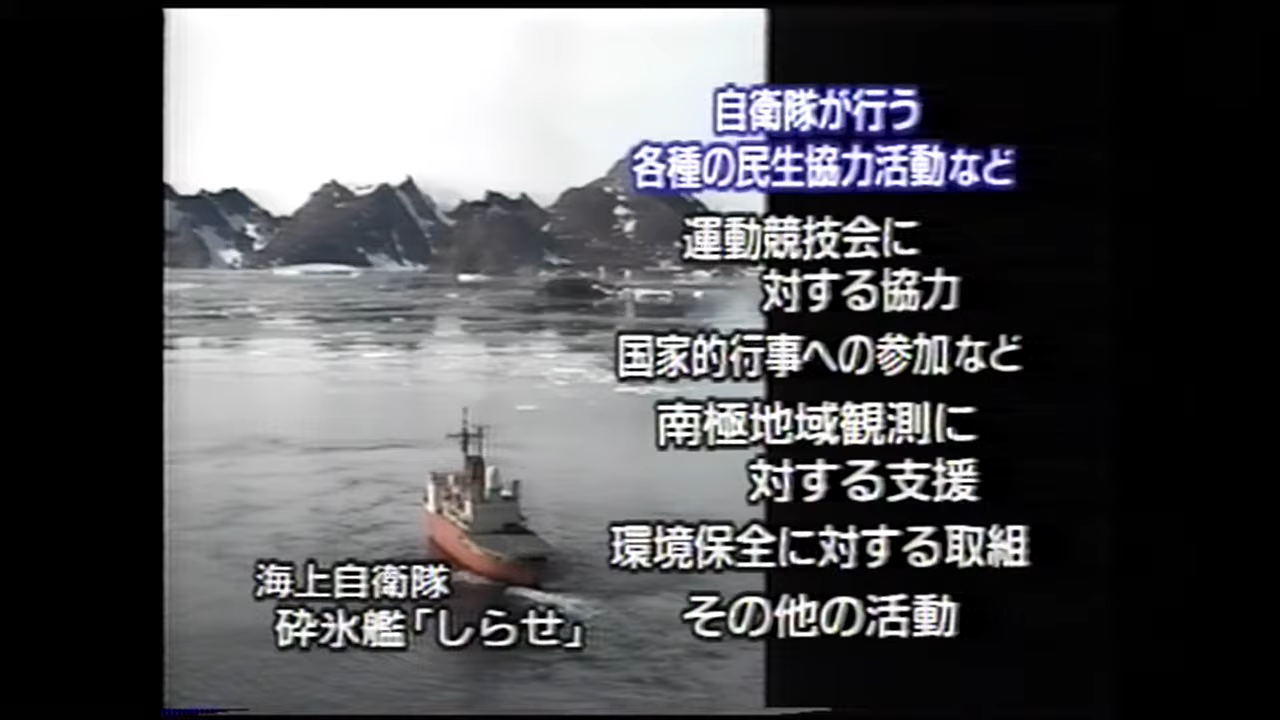 自衛隊が行う
各種の民生協力活動など
運動競技会に
対する協力
国家的行事への参加など
南極地域観測に
対する支援
環境保全に対する取組
その他の活動
海上自衛隊
砕氷艦「しらせ」